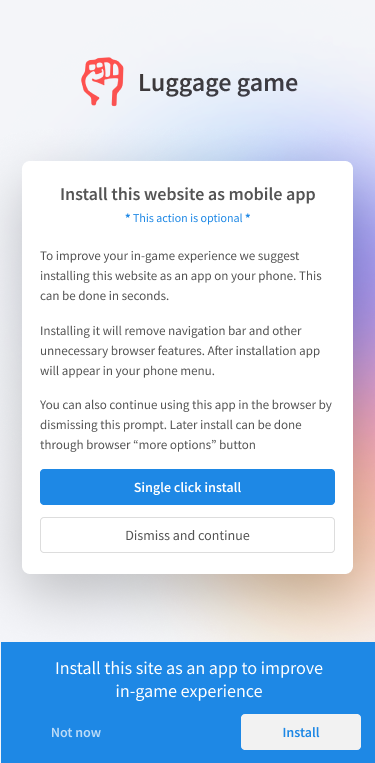 Luggage game
Install this website as mobile app
* This action is optional *
To improve your in-game experience we suggest
installing this website as an app on your phone. This
can be done in seconds.
Installing it will remove navigation bar and other
unnecessary browser features. After installation app
will appear in your phone menu.
You can also continue using this app in the browser by
dismissing this prompt. Later install can be done
through browser “more options” button
Single click install
Dismiss and continue
Install this site as an app to improve
in-game experience
Not now
Install